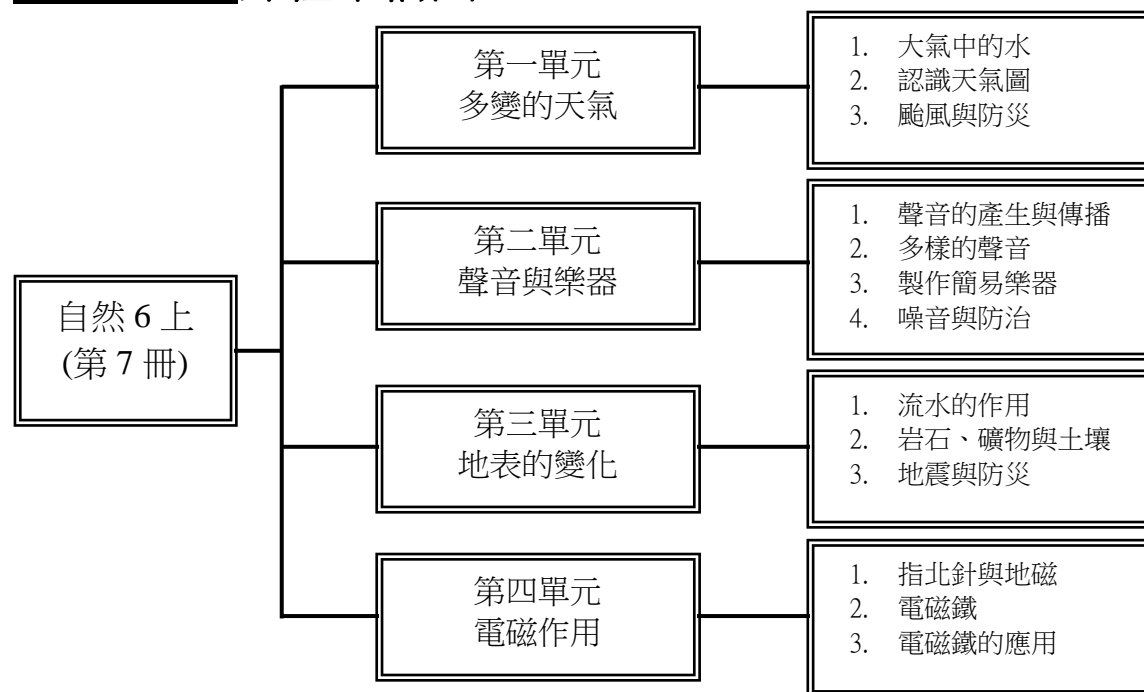 自然 6 上
(第 7 冊)
第一單元
多變的天氣
1. 大氣中的水
2. 認識天氣圖
3. 颱風與防災
第二單元
聲音與樂器
1. 聲音的產生與傳播
2. 多樣的聲音
3. 製作簡易樂器
4. 噪音與防治
第三單元
地表的變化
1. 流水的作用
2. 岩石、礦物與土壤
3. 地震與防災
第四單元
電磁作用
1. 指北針與地磁
2. 電磁鐵
3. 電磁鐵的應用